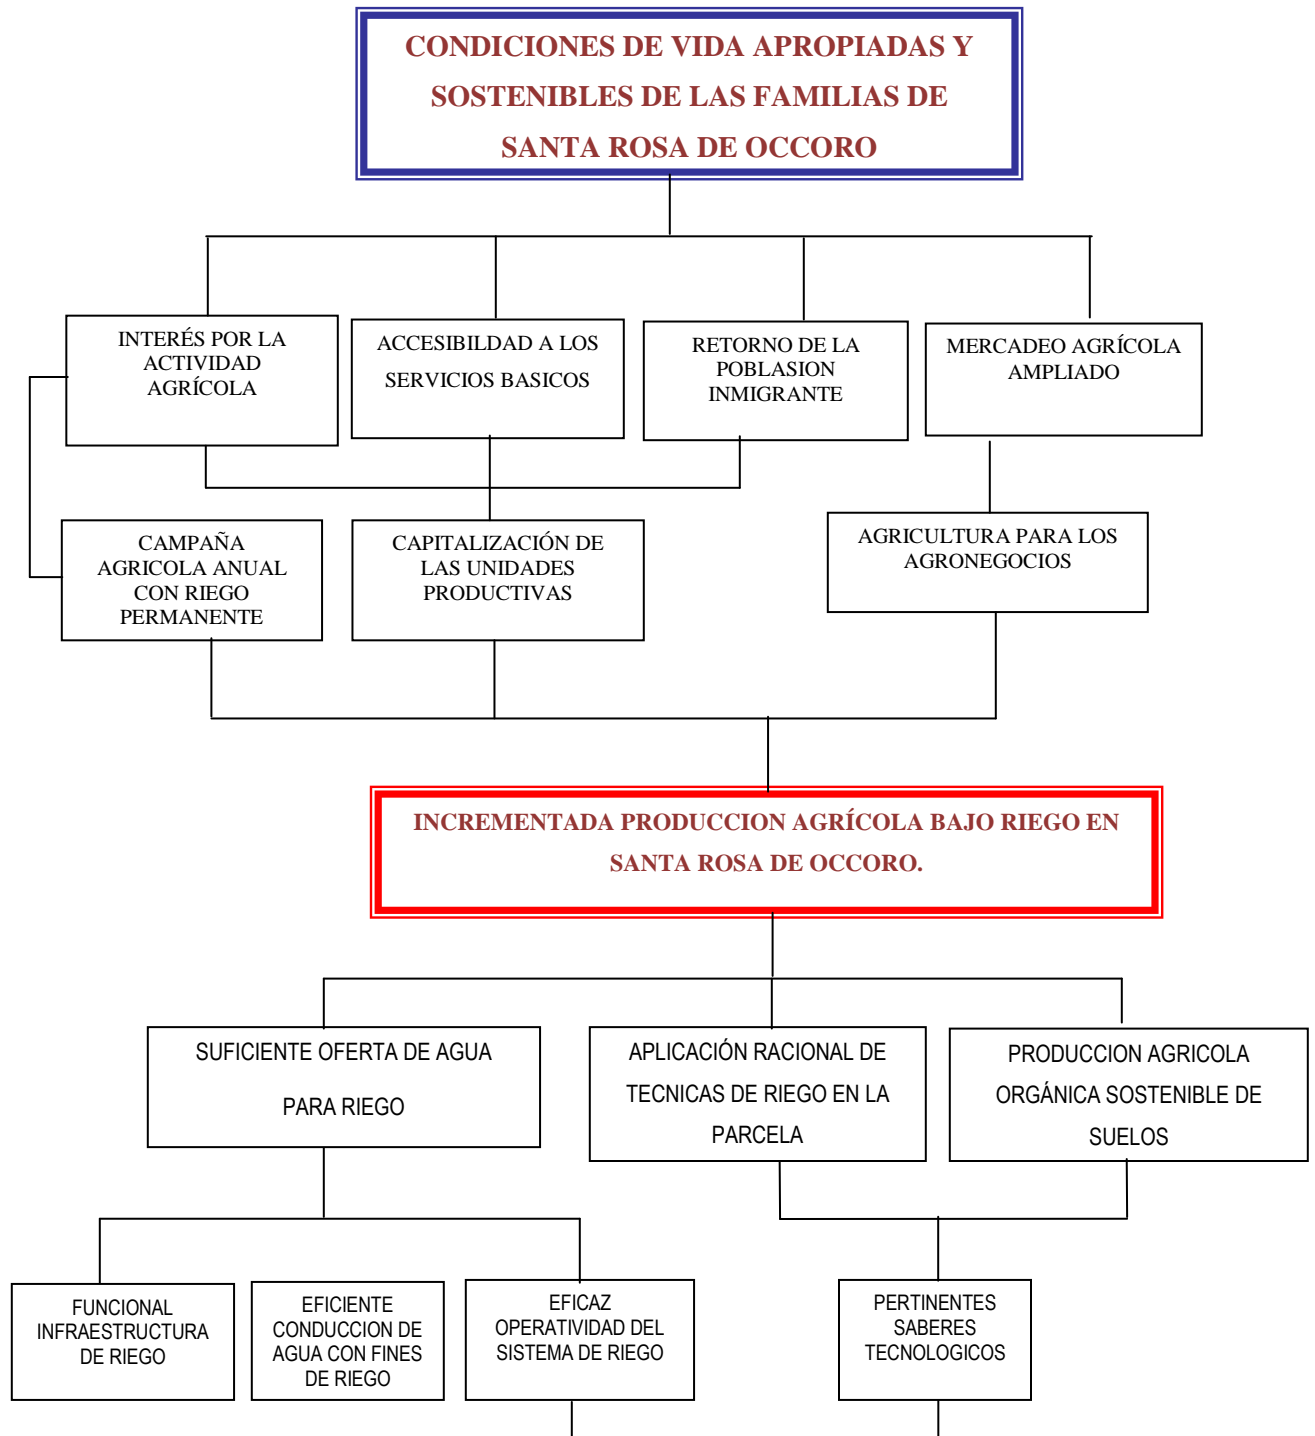 CONDICIONES DE VIDA APROPIADAS Y
SOSTENIBLES DE LAS FAMILIAS DE
SANTA ROSA DE OCCORO
INTERÉS POR LA
ACTIVIDAD
AGRÍCOLA
ACCESIBILDAD A LOS
SERVICIOS BASICOS
RETORNO DE LA
POBLASION
INMIGRANTE
MERCADEO AGRÍCOLA
AMPLIADO
CAMPAÑA
AGRICOLA ANUAL
CON RIEGO
PERMANENTE
CAPITALIZACIÓN DE
LAS UNIDADES
PRODUCTIVAS
AGRICULTURA PARA LOS
AGRONEGOCIOS
INCREMENTADA PRODUCCION AGRÍCOLA BAJO RIEGO EN
SANTA ROSA DE OCCORO.
SUFICIENTE OFERTA DE AGUA
PARA RIEGO
APLICACIÓN RACIONAL DE
TECNICAS DE RIEGO EN LA
PARCELA
PRODUCCION AGRICOLA
ORGÁNICA SOSTENIBLE DE
SUELOS
FUNCIONAL
INFRAESTRUCTURA
DE RIEGO
EFICIENTE
CONDUCCION DE
AGUA CON FINES
DE RIEGO
EFICAZ
OPERATIVIDAD DEL
SISTEMA DE RIEGO
PERTINENTES
SABERES
TECNOLOGICOS